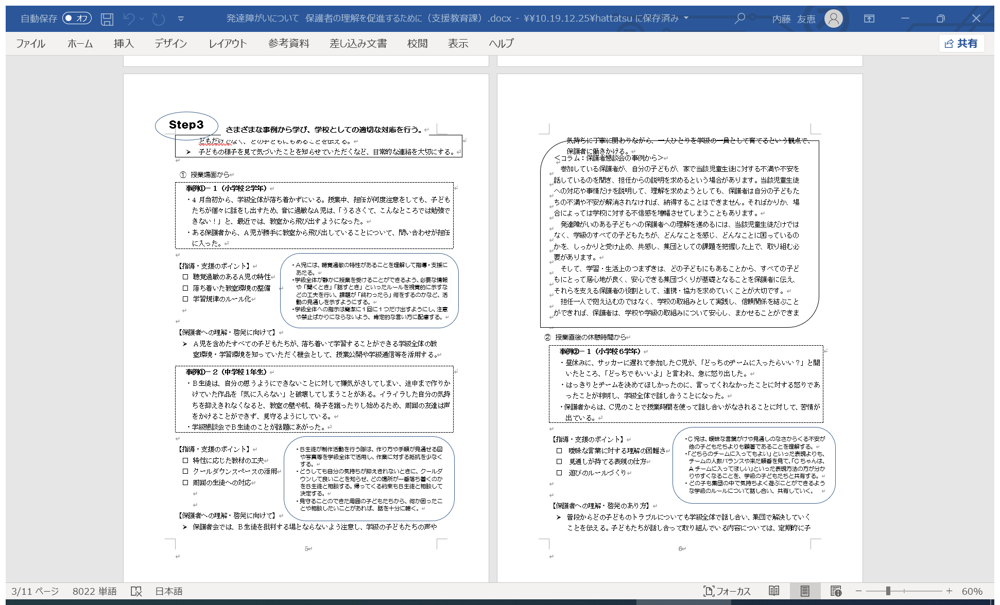 自動保存 オフ 発達障がいについて 保護者の理解を促進するために（支援教育課）.docx - ¥¥10.19.12.25¥hattatsu に保存済み 内藤 友恵
ファイル ホーム 挿入 デザイン レイアウト 参考資料 差し込み文書 校閲 表示 ヘルプ 共有
Step3 さまざまな事例から学び、学校としての適切な対応を行う。
どもだけでなく、どの子どもにもあることを伝える。
➢ 子どもの様子を見て気づいたことを知らせていただくなど、日常的な連絡を大切にする。
① 授業場面から
事例①－１（小学校２学年）
・４月当初から、学級全体が落ち着かずにいる。授業中、担任が何度注意をしても、子ども
たちが個々に話をし出すため、音に過敏なＡ児は、「うるさくて、こんなところでは勉強で
きない！」と、最近では、教室から飛び出すようになった。
・ある保護者から、Ａ児が勝手に教室から飛び出していることについて、問い合わせが担任
に入った。
【指導・支援のポイント】
□ 聴覚過敏のあるＡ児の特性
□ 落ち着いた教室環境の整備
□ 学習規律のルール化
・Ａ児には、聴覚過敏の特性があることを理解して指導・支援に
あたる。
・学級全体が静かに授業を受けることができるよう、必要な情報
や「聞くとき」「話すとき」といったルールを視覚的に示すな
どの工夫を行い、課題が「終わったら」何をするのかなど、活
動の見通しを示すようにする。
・学級全体への指示は簡潔に１回に１つだけ出すようにし、注意
や禁止ばかりにならないよう、肯定的な言い方に配慮する。
【保護者への理解・啓発に向けて】
➢ Ａ児を含めたすべての子どもたちが、落ち着いて学習することができる学級全体の教
室環境・学習環境を知っていただく機会として、授業公開や学級通信等を活用する。
事例①－２（中学校１年生）
・Ｂ生徒は、自分の思うようにできないことに対して嫌気がさしてしまい、途中まで作りか
けていた作品を「気に入らない」と破壊してしまうことがある。イライラした自分の気持
ちを抑えきれなくなると、教室の壁や机、椅子を蹴ったりし始めるため、周囲の友達は声
をかけることができず、見守るようにしている。
・学級懇談会でＢ生徒のことが話題にあがった。
【指導・支援のポイント】
□ 特性に応じた教材の工夫
□ クールダウンスペースの活用
□ 周囲の生徒への対応
・Ｂ生徒が制作活動を行う際は、作り方や手順が見通せる図
や写真等を学級全体で活用し、作業に対する抵抗を少なく
する。
・どうしても自分の気持ちが抑えきれないときに、クールダ
ウンして良いことを知らせ、どの場所が一番落ち着くのか
をＢ生徒と相談する。帰ってくる約束もＢ生徒と相談して
決定する。
・見守ることのできた周囲の子どもたちから、何か困ったこ
とや相談したいことがあれば、話を十分に聴く。
【保護者への理解・啓発に向けて】
➢ 保護者会では、Ｂ生徒を批判する場とならないよう注意し、学級の子どもたちの声や
5
気持ちに丁寧に関わりながら、一人ひとりを学級の一員として育てるという観点で、
保護者に働きかける。
＜コラム：保護者懇談会の事例から＞
参加している保護者が、自分の子どもが、家で当該児童生徒に対する不満や不安を
話しているのを聞き、担任からの説明を求めるという場合があります。当該児童生徒
への対応や事情だけを説明して、理解を求めようとしても、保護者は自分の子どもた
ちの不満や不安が解消されなければ、納得することはできません。そればかりか、場
合によっては学校に対する不信感を増幅させてしまうこともあります。
発達障がいのある子どもへの保護者への理解を進めるには、当該児童生徒だけでは
なく、学級のすべての子どもたちが、どんなことを感じ、どんなことに困っているの
かを、しっかりと受け止め、共感し、集団としての課題を把握した上で、取り組む必
要があります。
そして、学習・生活上のつまずきは、どの子どもにもあることから、すべての子ど
もにとって居心地が良く、安心できる集団づくりが基礎となることを保護者に伝え、
それらを支える保護者の役割として、連携・協力を求めていくことが大切です。
担任一人で抱え込むのではなく、学校の取組みとして実践し、信頼関係を結ぶこと
ができれば、保護者は、学校や学級の取組みについて安心し、まかせることができま
② 授業直後の休憩時間から
事例②－１（小学校６学年）
・昼休みに、サッカーに遅れて参加したＣ児が、「どっちのチームに入ったらいい？」と聞
いたところ、「どっちでもいいよ」と言われ、急に怒り出した。
・はっきりとチームを決めてほしかったのに、言ってくれなかったことに対する怒りであ
ったことが判明し、学級全体で話し合うことになった。
・保護者からは、Ｃ児のことで授業時間を使って話し合いがなされることに対して、苦情が
出ている。
【指導・支援のポイント】
□ 曖昧な言葉に対する理解の困難さ
□ 見通しが持てる表現の仕方
□ 遊びのルールづくり
・Ｃ児は、曖昧な言葉がけや見通しのなさからくる不安が
他の子どもたちよりも顕著であることを理解する。
・「どちらのチームに入ってもよい」といった表現よりも、
チームの人数バランスや来た順番を見て、「Ｃちゃんは、
Ａチームに入ってほしい」といった表現方法の方が分か
りやすくなることを、学級の子どもたちと共有する。
・どの子も集団の中で気持ちよく遊ぶことができるよう
な学級のルールについて話し合い、共有していく。
【保護者への理解・啓発のあり方】
➢ 普段からどの子どものトラブルについても学級全体で話し合い、集団で解決していく
ことを伝える。子どもたちが話し合って取り組んでいる内容については、定期的に子
6
3/11 ページ 8022 単語 日本語 フォーカス 60%